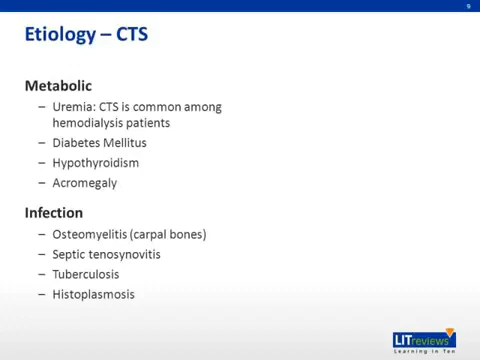 Etiology – CTS
Metabolic
– Uremia: CTS is common among
hemodialysis patients
– Diabetes Mellitus
– Hypothyroidism
– Acromegaly
Infection
– Osteomyelitis (carpal bones)
– Septic tenosynovitis
– Tuberculosis
– Histoplasmosis
LITreviews
Learning in Ten